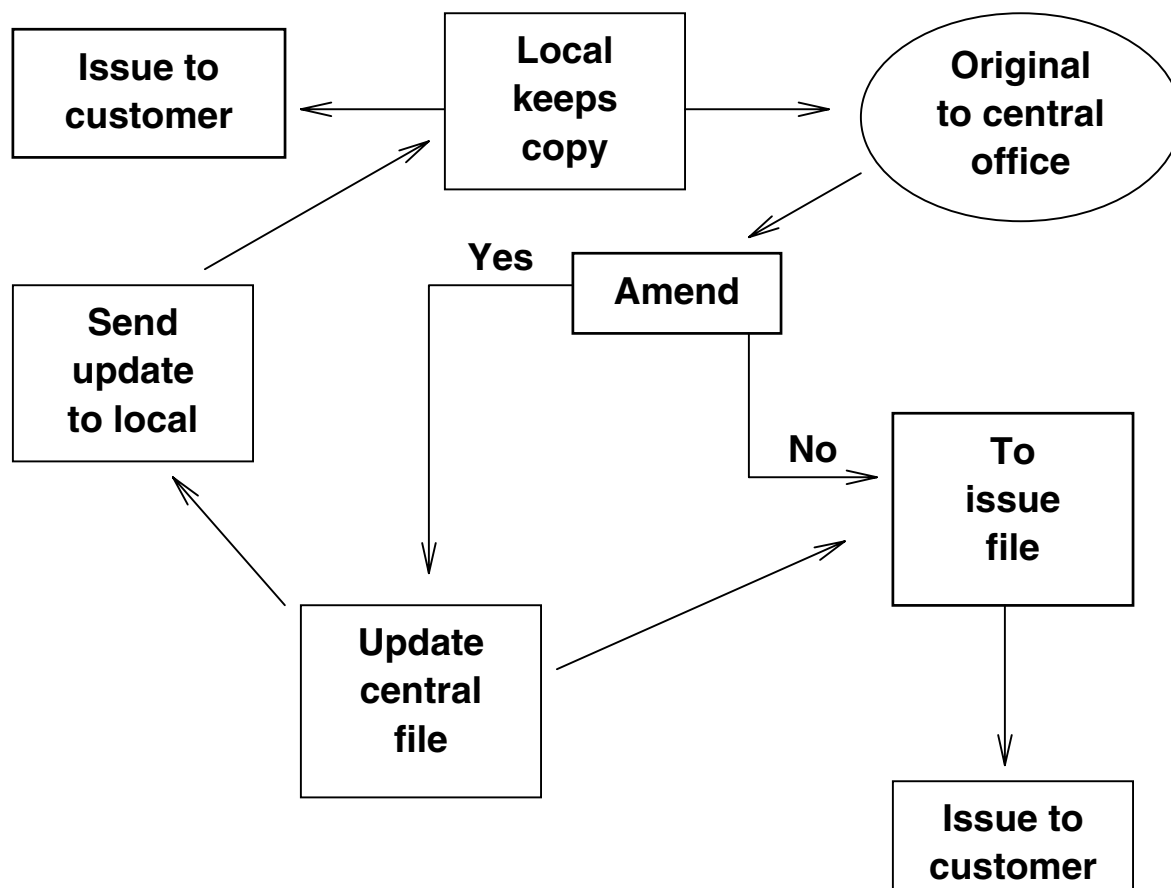 Issue to
customer
Local
keeps
copy
Original
to central
office
Yes
Amend
Send
update
to local
No
To
issue
file
Update
central
file
Issue to
customer